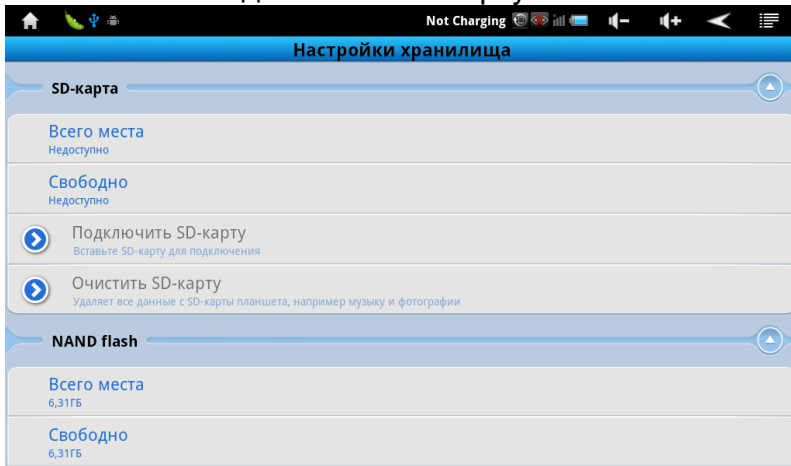 Not Charging
Настройки хранилища
SD-карта
Всего места
Недоступно
Свободно
Недоступно
Подключить SD-карту
Вставьте SD-карту для подключения
Очистить SD-карту
Удаляет все данные с SD-карты планшета, например музыку и фотографии
NAND flash
Всего места
6,31ГБ
Свободно
6,31ГБ